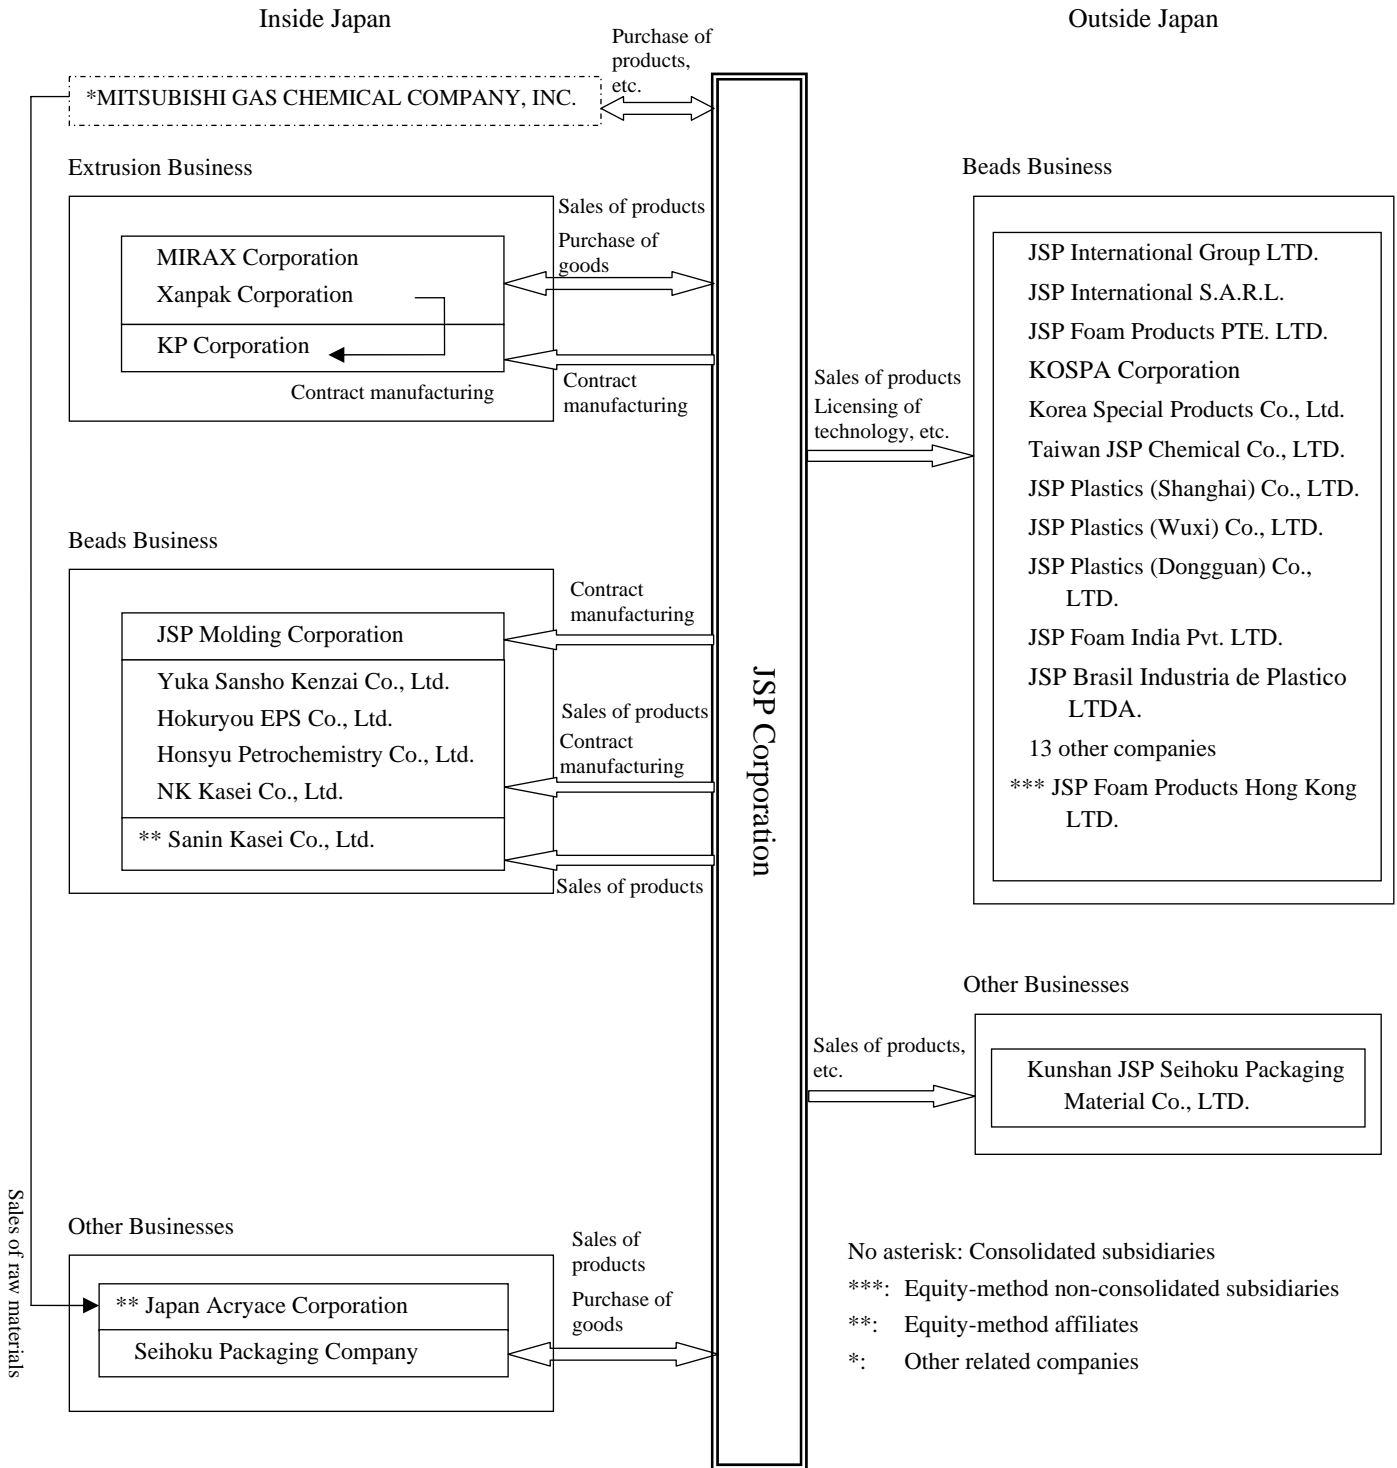 Inside Japan
Outside Japan
Purchase of
products,
etc.
*MITSUBISHI GAS CHEMICAL COMPANY, INC.
Extrusion Business
Sales of products
Purchase of
goods
MIRAX Corporation
Xanpak Corporation
KP Corporation
Contract manufacturing
Contract
manufacturing
Beads Business
Contract
manufacturing
JSP Molding Corporation
Yuka Sansho Kenzai Co., Ltd.
Hokuryou EPS Co., Ltd.
Honsyu Petrochemistry Co., Ltd.
NK Kasei Co., Ltd.
Sales of products
Contract
manufacturing
** Sanin Kasei Co., Ltd.
Sales of products
Other Businesses
Sales of
products
Purchase of
goods
** Japan Acryace Corporation
Seihoku Packaging Company
Sales of raw materials
JSP Corporation
Beads Business
Sales of products
Licensing of
technology, etc.
JSP International Group LTD.
JSP International S.A.R.L.
JSP Foam Products PTE. LTD.
KOSPA Corporation
Korea Special Products Co., Ltd.
Taiwan JSP Chemical Co., LTD.
JSP Plastics (Shanghai) Co., LTD.
JSP Plastics (Wuxi) Co., LTD.
JSP Plastics (Dongguan) Co.,
LTD.
JSP Foam India Pvt. LTD.
JSP Brasil Industria de Plastico
LTDA.
13 other companies
*** JSP Foam Products Hong Kong
LTD.
Other Businesses
Sales of products,
etc.
Kunshan JSP Seihoku Packaging
Material Co., LTD.
No asterisk: Consolidated subsidiaries
***: Equity-method non-consolidated subsidiaries
**: Equity-method affiliates
*: Other related companies